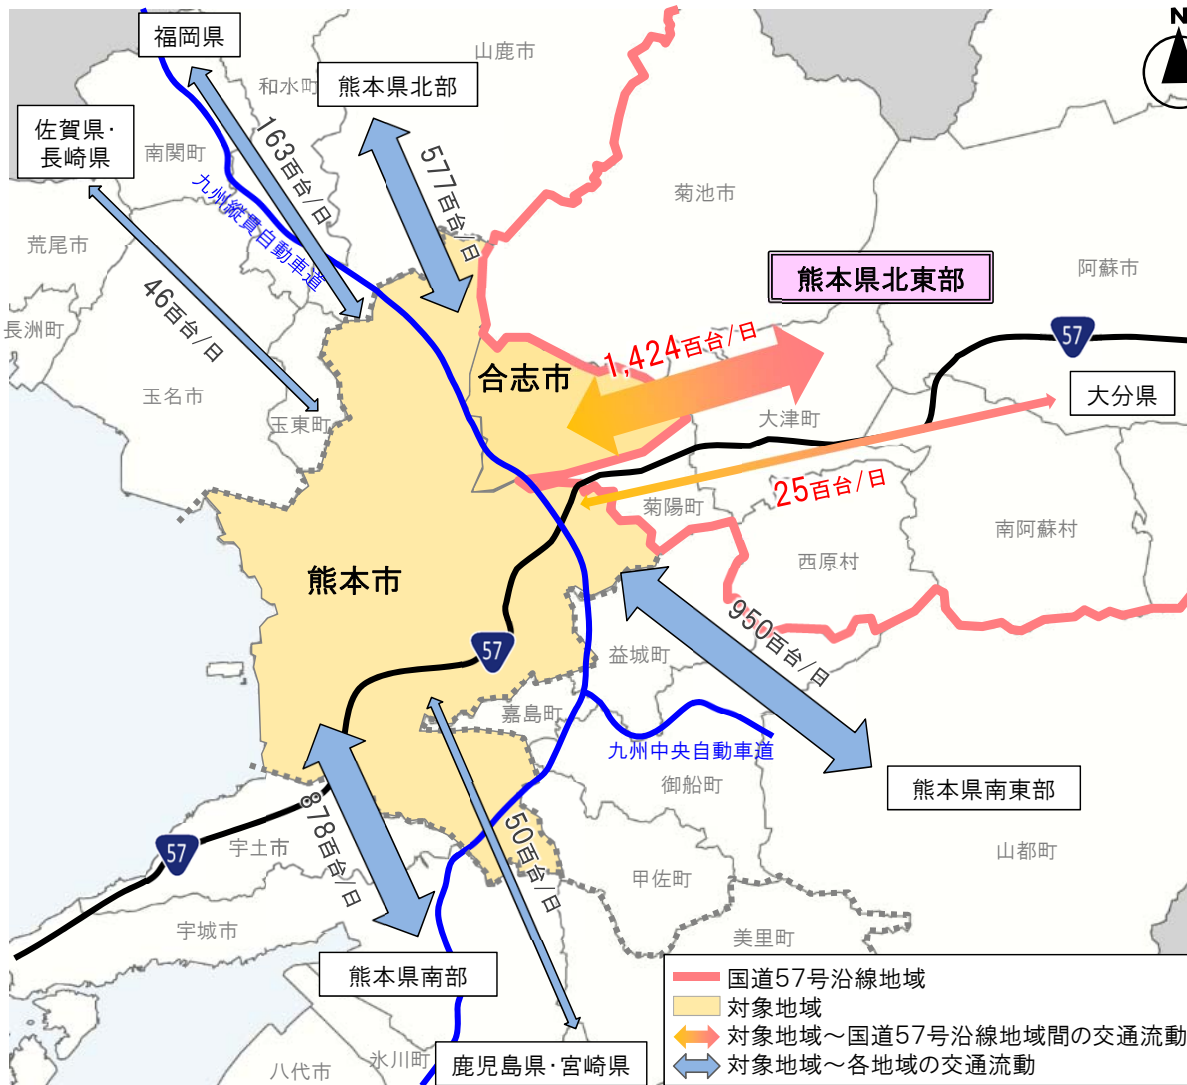 N
福岡県
山鹿市
和水町
熊本県北部
佐賀県・
長崎県
南関町
163百台/日
577百台/日
九州縦貫自動車道
菊池市
荒尾市
熊本県北東部
阿蘇市
46百台/日
長洲町
57
1,424百台/日
合志市
大分県
玉名市
玉東町
大津町
25百台/日
菊陽町
南阿蘇村
西原村
熊本市
950百台/日
57
益城町
嘉島町
九州中央自動車道
御船町
熊本県南東部
878百台/日
50百台/日
57
宇土市
山都町
甲佐町
宇城市
美里町
熊本県南部
氷川町
八代市
鹿児島県・宮崎県
国道57号沿線地域
対象地域
対象地域～国道57号沿線地域間の交通流動
対象地域～各地域の交通流動